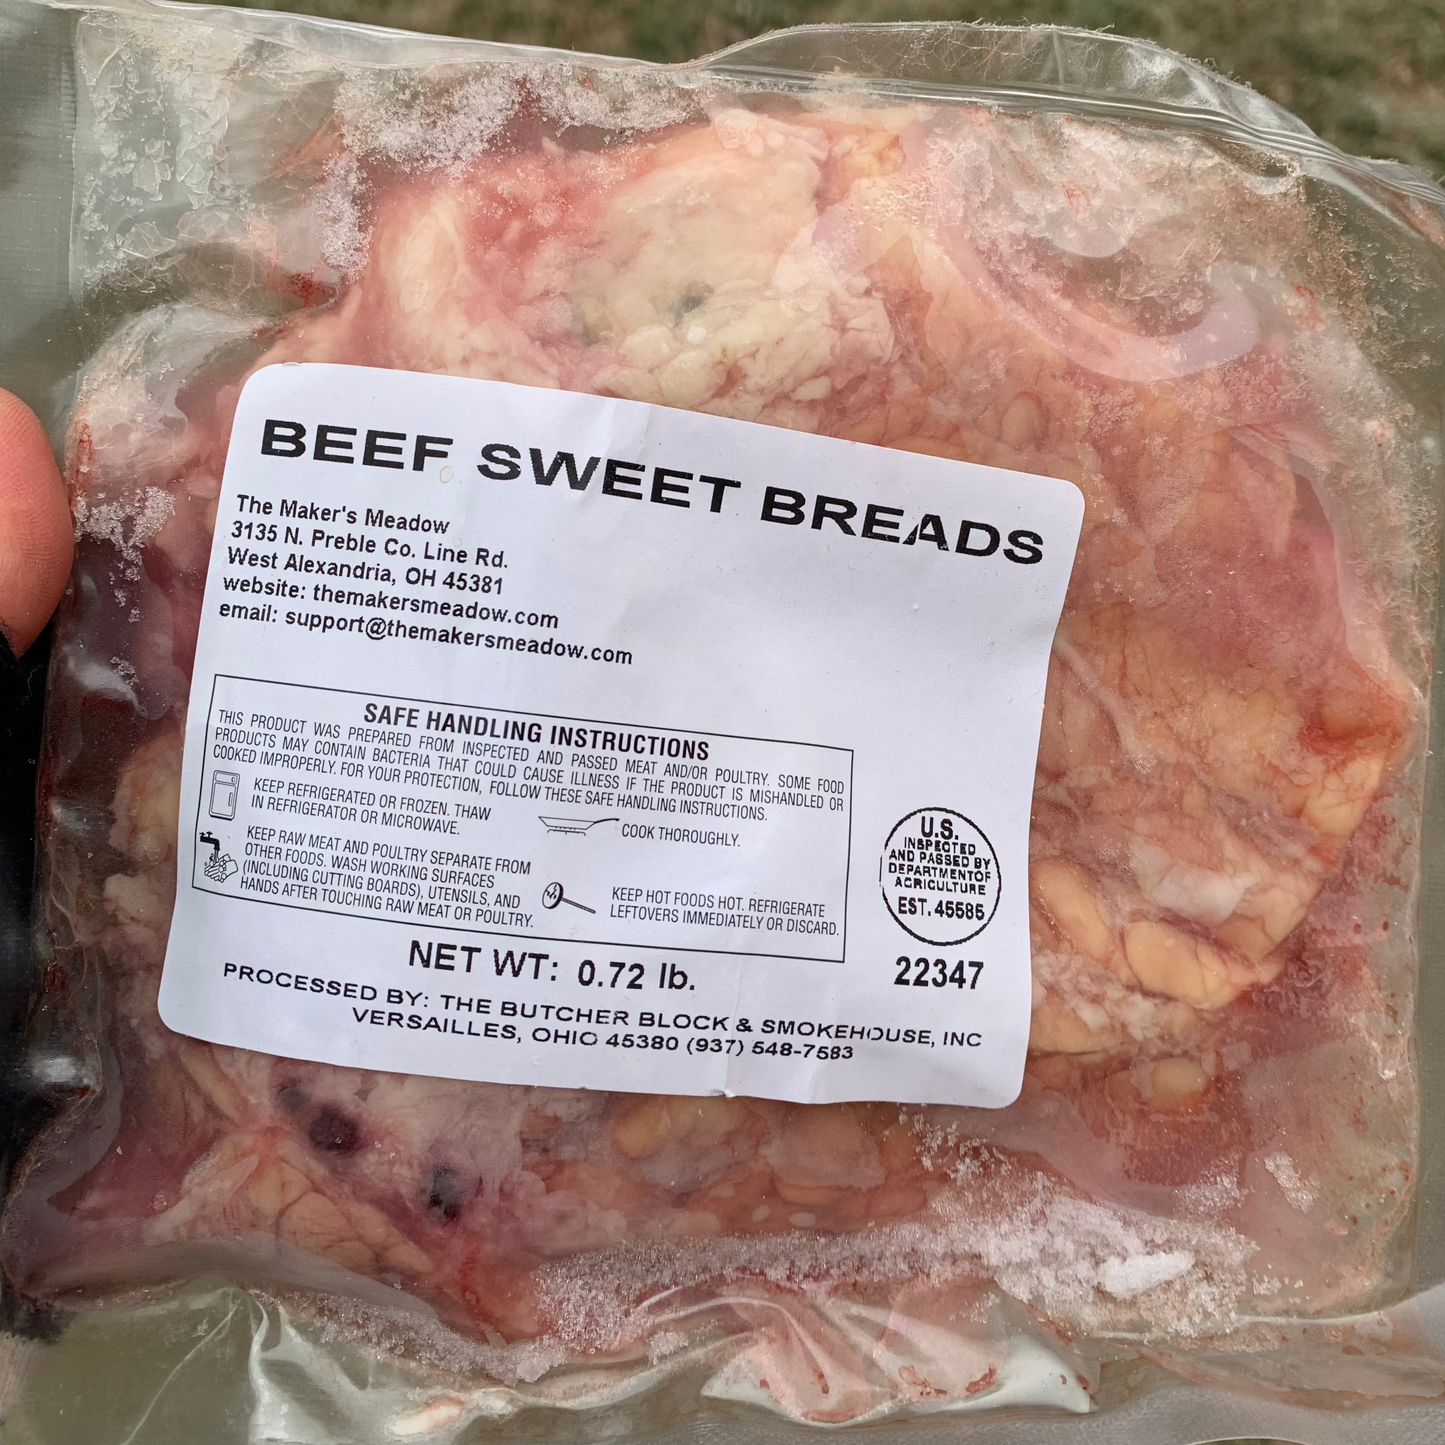 BEEF SWEET BREADS
The Maker's Meadow
3135 N. Preble Co. Line Rd.
West Alexandria, OH 45381
website: themakersmeadow.com
email: support@themakersmeadow.com
SAFE HANDLING INSTRUCTIONS
THIS PRODUCT WAS PREPARED FROM INSPECTED AND PASSED MEAT AND/OR POULTRY. SOME FOOD
PRODUCTS MAY CONTAIN BACTERIA THAT COULD CAUSE ILLNESS IF THE PRODUCT IS MISHANDLED OR
COOKED IMPROPERLY. FOR YOUR PROTECTION, FOLLOW THESE SAFE HANDLING INSTRUCTIONS.
KEEP REFRIGERATED OR FROZEN. THAW
IN REFRIGERATOR OR MICROWAVE.
COOK THOROUGHLY.
KEEP RAW MEAT AND POULTRY SEPARATE FROM
OTHER FOODS. WASH WORKING SURFACES
(INCLUDING CUTTING BOARDS), UTENSILS, AND
HANDS AFTER TOUCHING RAW MEAT OR POULTRY.
KEEP HOT FOODS HOT. REFRIGERATE
LEFTOVERS IMMEDIATELY OR DISCARD.
U.S.
INSPECTED
AND PASSED BY
DEPARTMENT OF
AGRICULTURE
EST. 45585
22347
NET WT: 0.72 lb.
PROCESSED BY: THE BUTCHER BLOCK & SMOKEHOUSE, INC
VERSAILLES, OHIO 45380 (937) 548-7583